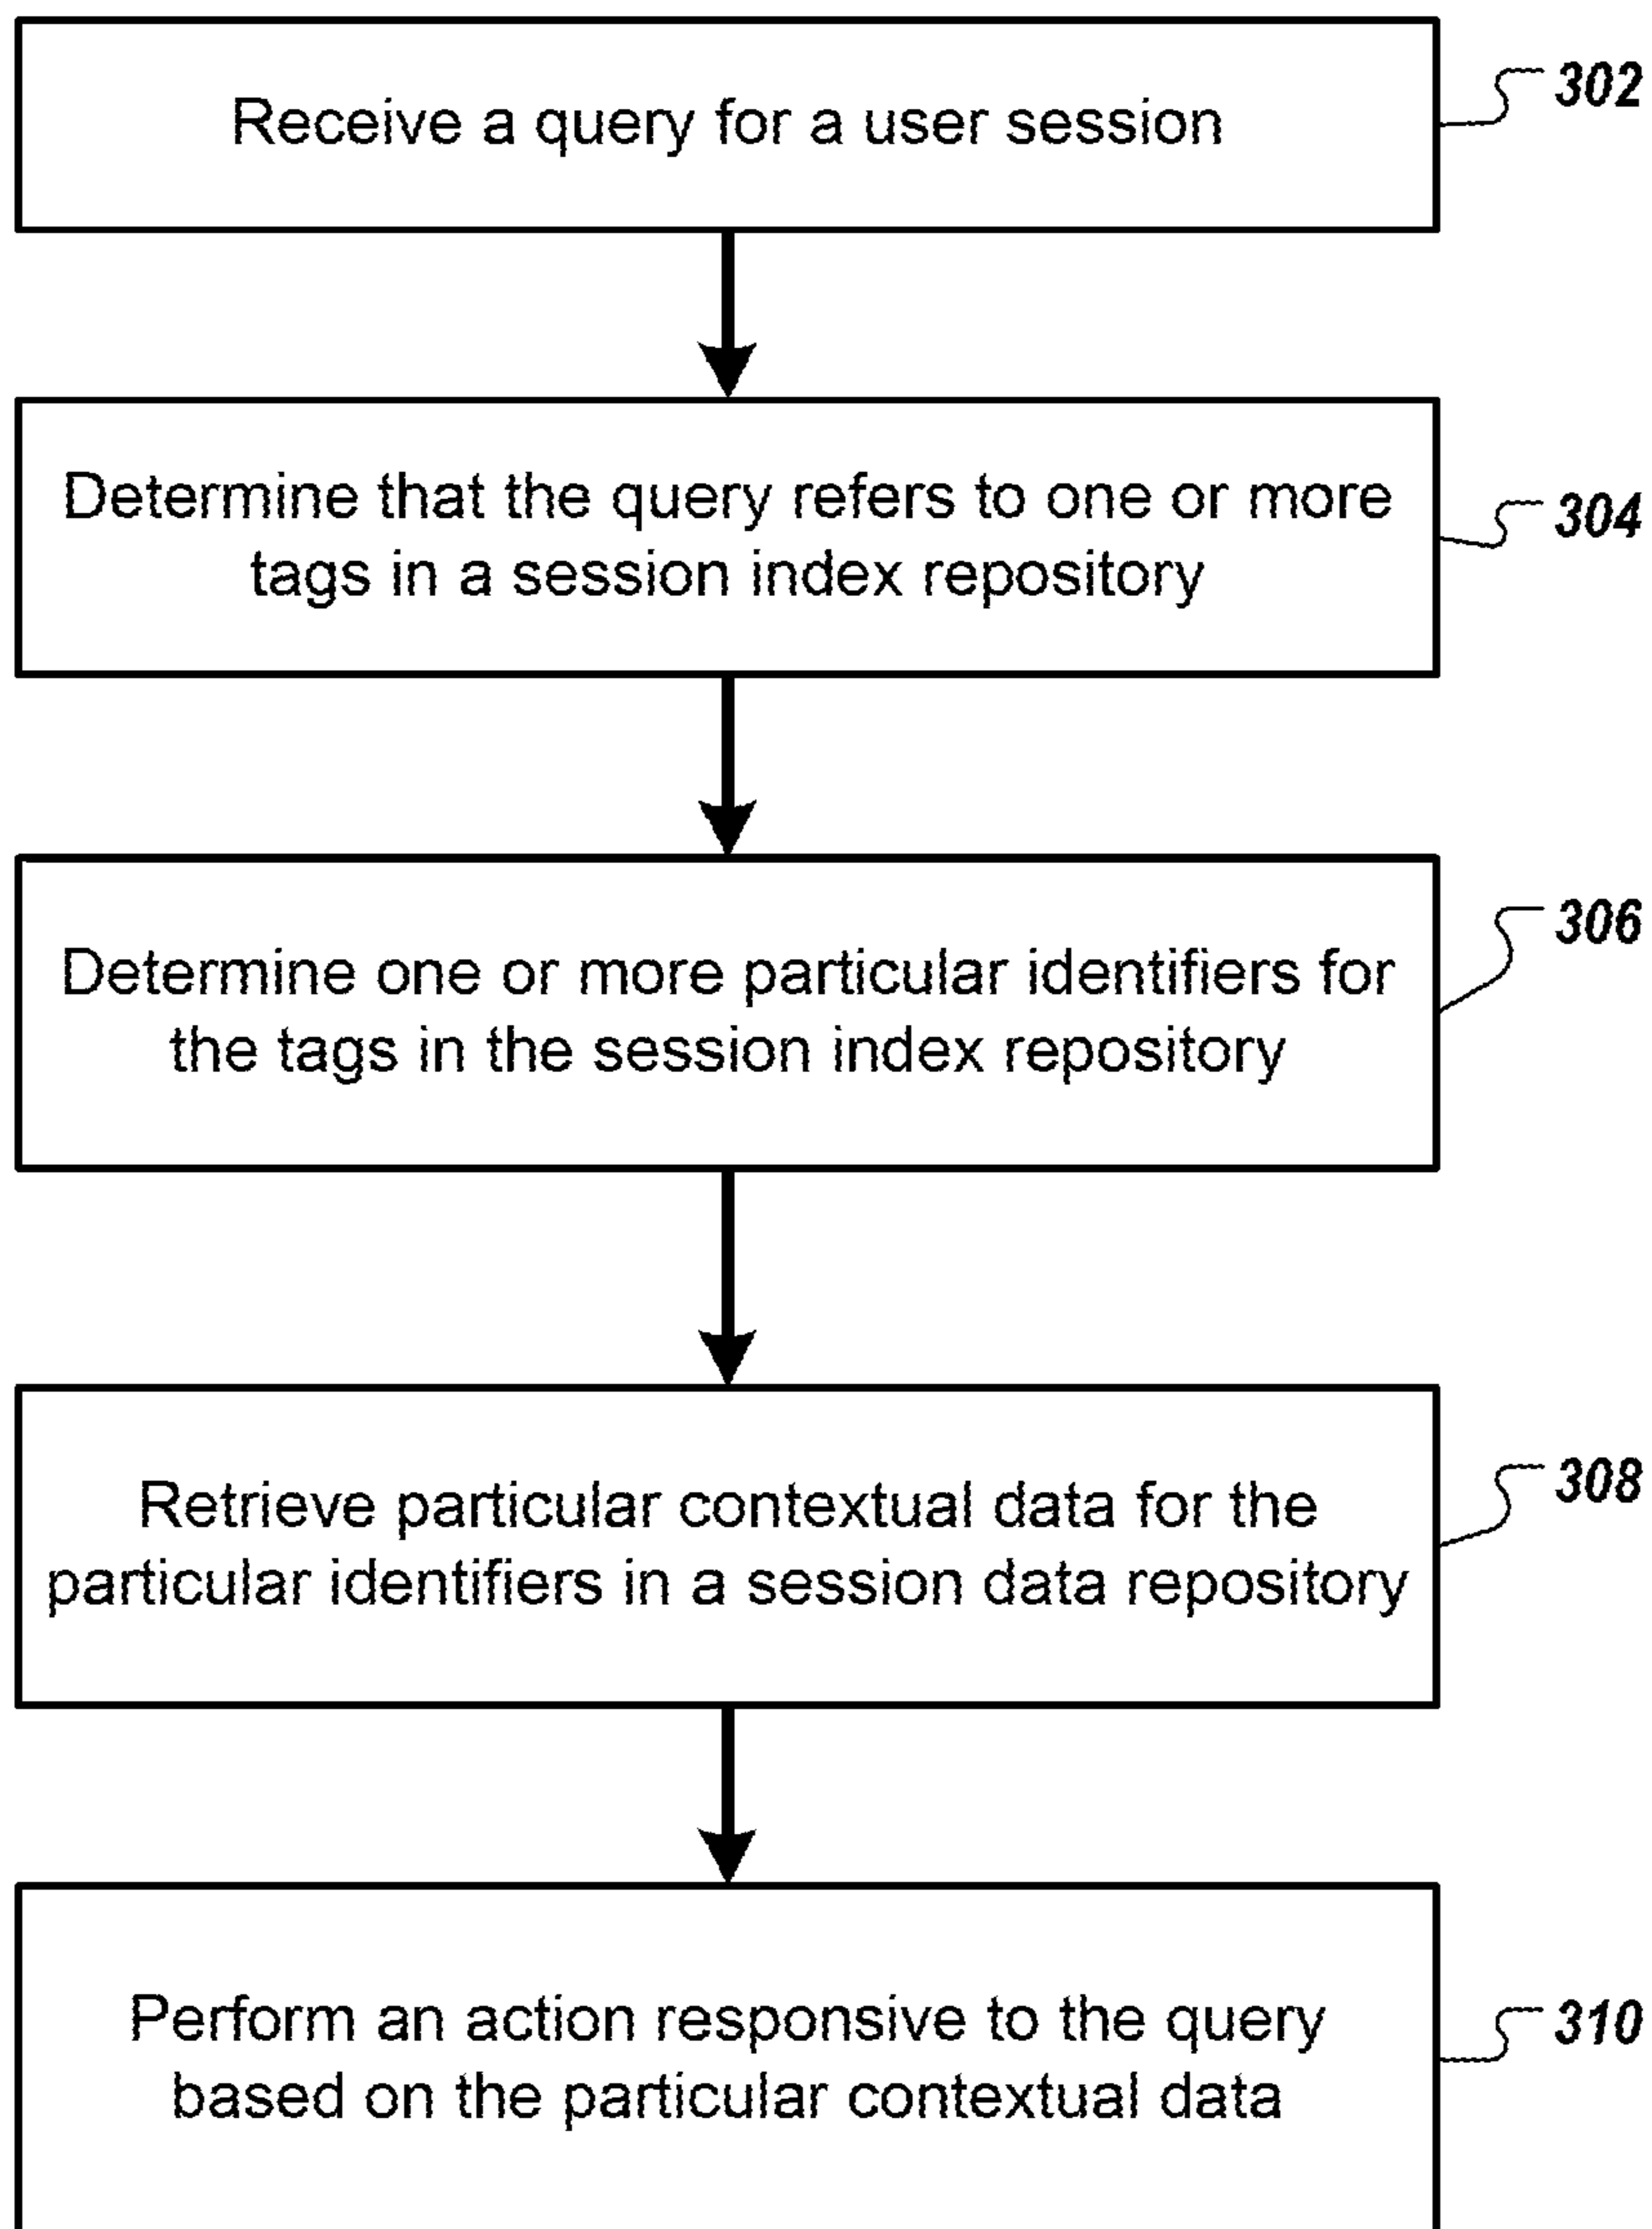 Receive a query for a user session
302
Determine that the query refers to one or more
tags in a session index repository
304
Determine one or more particular identifiers for
the tags in the session index repository
306
Retrieve particular contextual data for the
particular identifiers in a session data repository
308
Perform an action responsive to the query
based on the particular contextual data
310